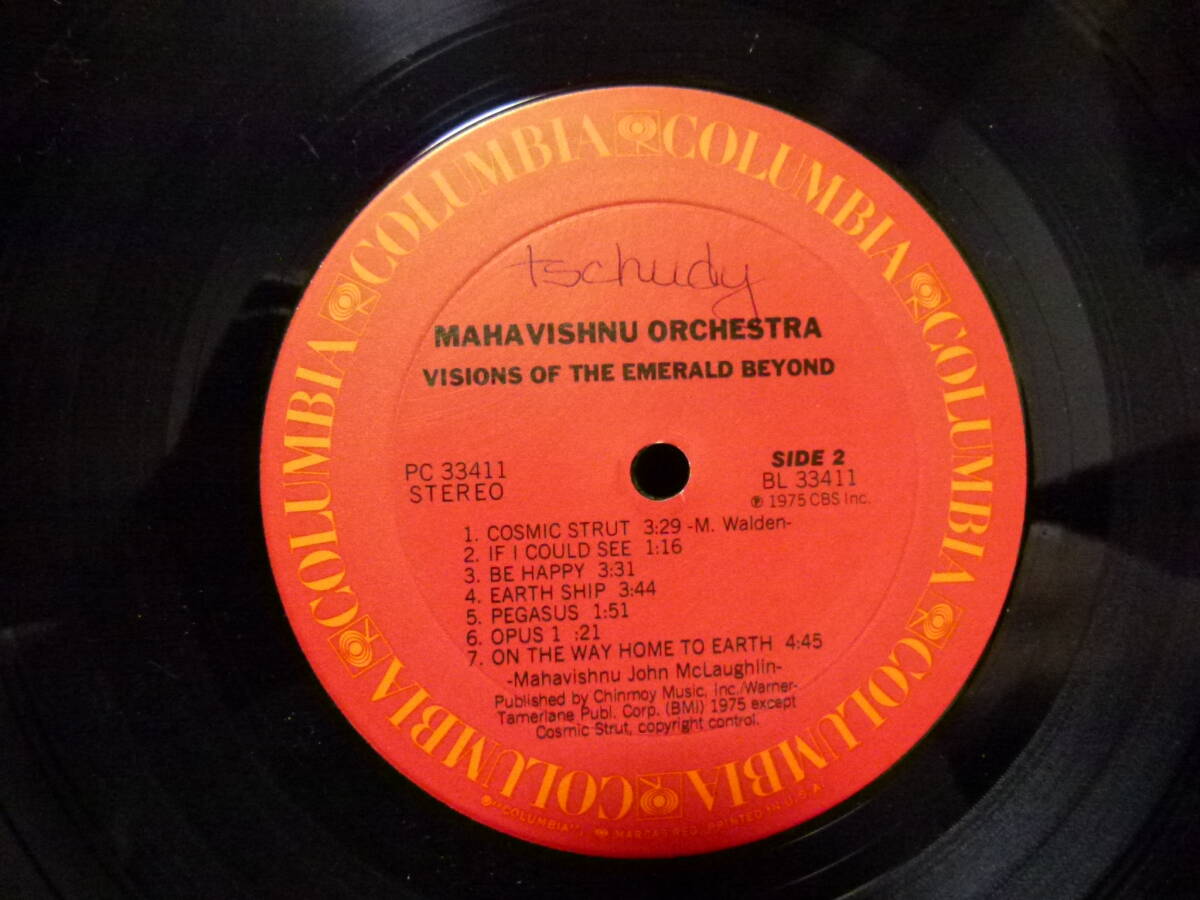 COLUMBIA COLUMBIA COLUMBIA COLUMBIA COLUMBIA COLUMBIA
tschudy
MAHAVISHNU ORCHESTRA
VISIONS OF THE EMERALD BEYOND
PC 33411
STEREO
SIDE 2
BL 33411
℗ 1975 CBS Inc.
1. COSMIC STRUT 3:29 -M. Walden-
2. IF I COULD SEE 1:16
3. BE HAPPY 3:31
4. EARTH SHIP 3:44
5. PEGASUS 1:51
6. OPUS 1 :21
7. ON THE WAY HOME TO EARTH 4:45
-Mahavishnu John McLaughlin-
Published by Chinmoy Music, Inc./Warner-
Tamerlane Publ. Corp. (BMI) 1975 except
Cosmic Strut, copyright control.
®"COLUMBIA", MARCAS REG. PRINTED IN U.S.A.